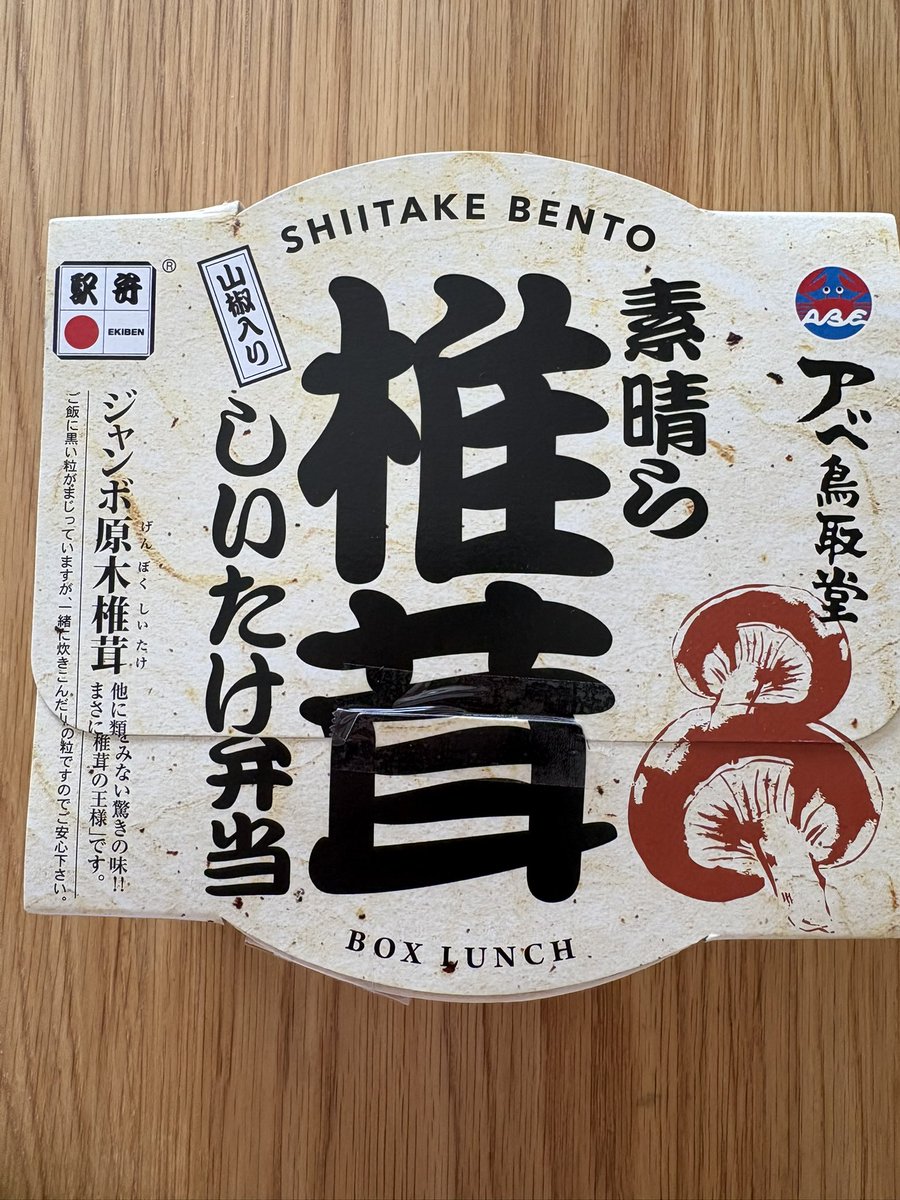 SHIITAKE BENTO
ABE
アベ鳥取堂
素晴ら
椎茸
しいたけ弁当
山椒入り
駅弁
EKIBEN
®
ジャンボ原木椎茸
げんぼくしいたけ
他に類をみない驚きの味!!
まさに「椎茸の王様」です。
ご飯に黒い粒がまじっていますが、一緒に炊きこんだ
の粒ですのでご安心下さい。
BOX LUNCH